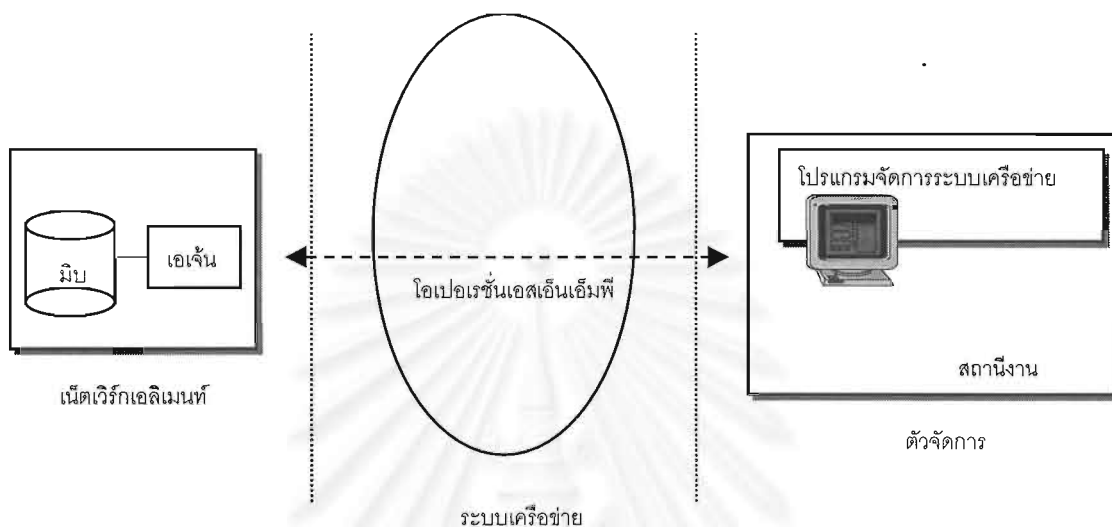 โปรแกรมจัดการระบบเครือข่าย
มิบ
เอเจ้น
โอเปอเรชั่นเอสเอ็นเอ็มพี
สถานีงาน
เน็ตเวิร์กเอลิเมนท์
ตัวจัดการ
ระบบเครือข่าย